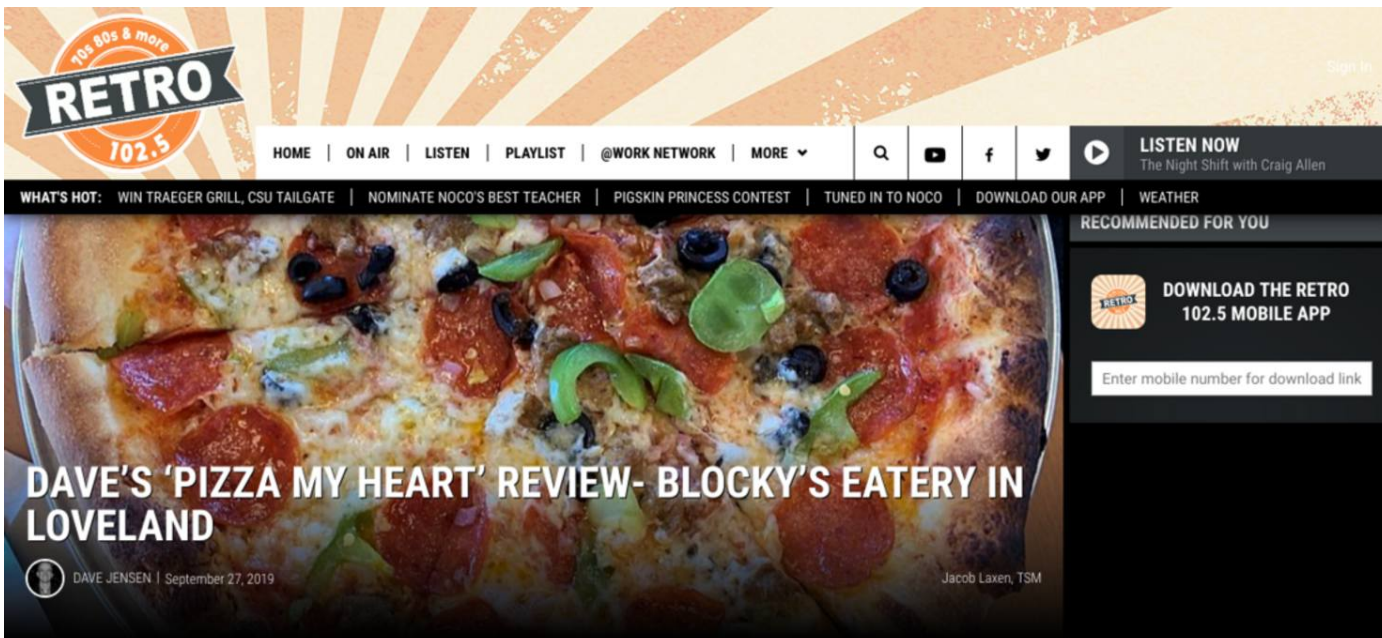 70s 80s & more
RETRO
102.5
Sign In
HOME | ON AIR | LISTEN | PLAYLIST | @WORK NETWORK | MORE
LISTEN NOW
The Night Shift with Craig Allen
WHAT'S HOT: WIN TRAEGER GRILL, CSU TAILGATE | NOMINATE NOCO'S BEST TEACHER | PIGSKIN PRINCESS CONTEST | TUNED IN TO NOCO | DOWNLOAD OUR APP | WEATHER
RECOMMENDED FOR YOU
RETRO
DOWNLOAD THE RETRO
102.5 MOBILE APP
Enter mobile number for download link
DAVE'S ‘PIZZA MY HEART’ REVIEW- BLOCKY'S EATERY IN
LOVELAND
DAVE JENSEN | September 27, 2019
Jacob Laxen, TSM